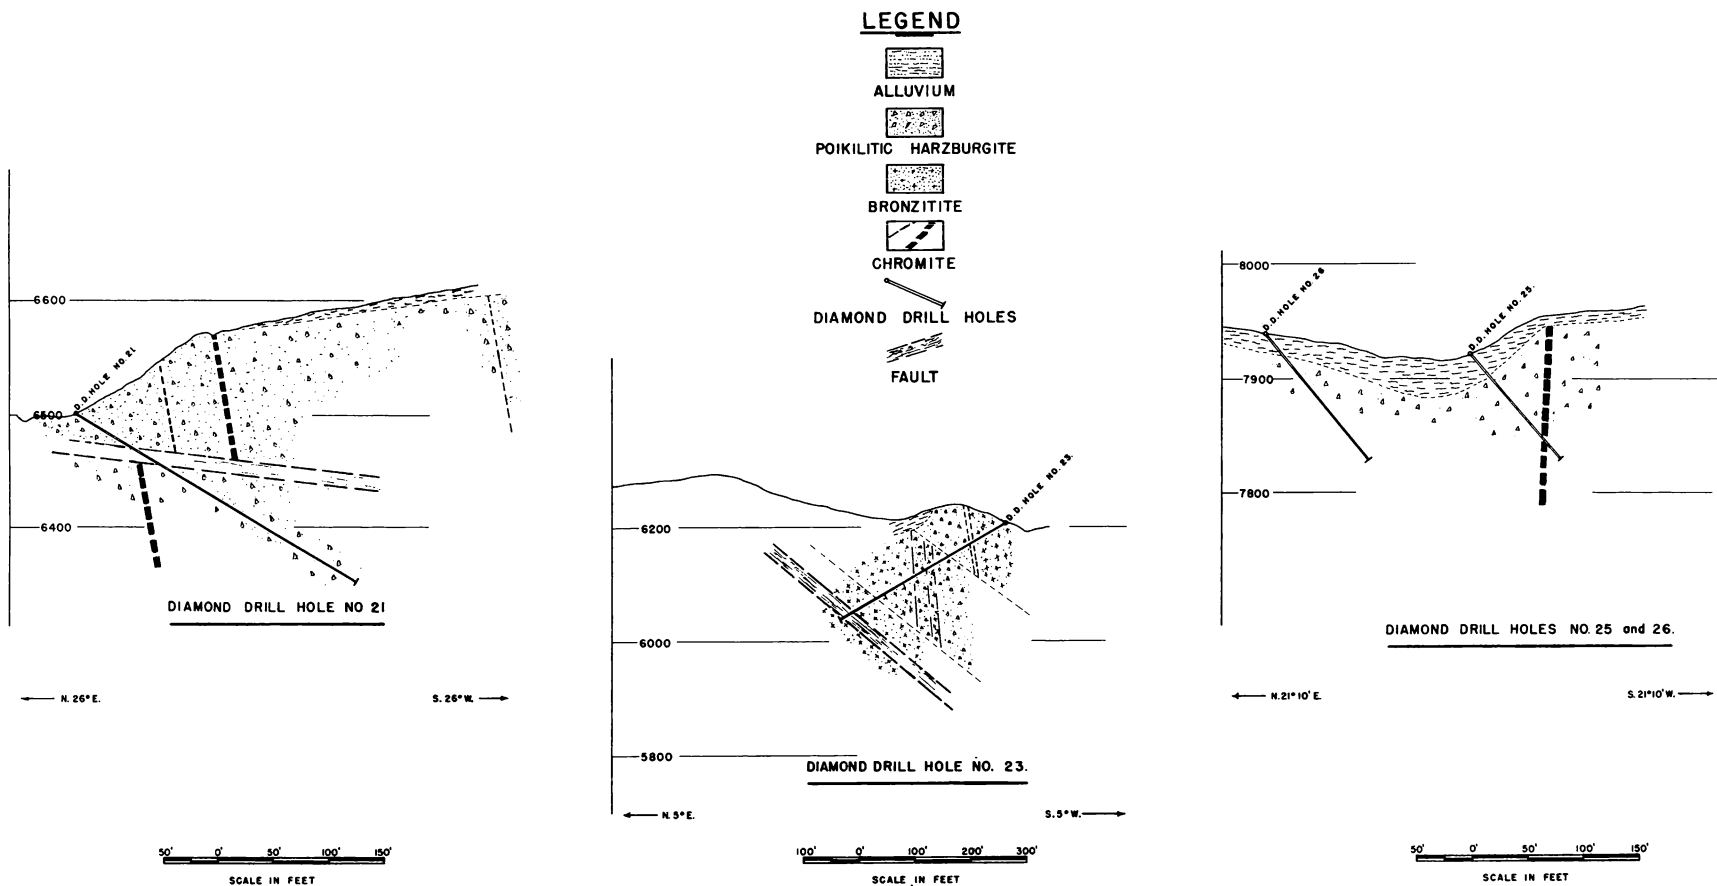 LEGEND
ALLUVIUM
POIKILITIC HARZBURGITE
BRONZITITE
CHROMITE
DIAMOND DRILL HOLES
FAULT
6600
6500
6400
D.D. HOLE NO. 21
DIAMOND DRILL HOLE NO 21
N. 26° E.
S. 26° W.
50' 0' 50' 100' 150'
SCALE IN FEET
6200
6000
5800
D.D. HOLE NO. 23.
DIAMOND DRILL HOLE NO. 23.
N. 5° E.
S. 5° W.
100' 0' 100' 200' 300'
SCALE IN FEET
8000
7900
7800
D.D. HOLE NO. 26
D.D. HOLE NO. 25.
DIAMOND DRILL HOLES NO. 25 and 26.
N. 21° 10' E.
S. 21° 10' W.
50' 0' 50' 100' 150'
SCALE IN FEET